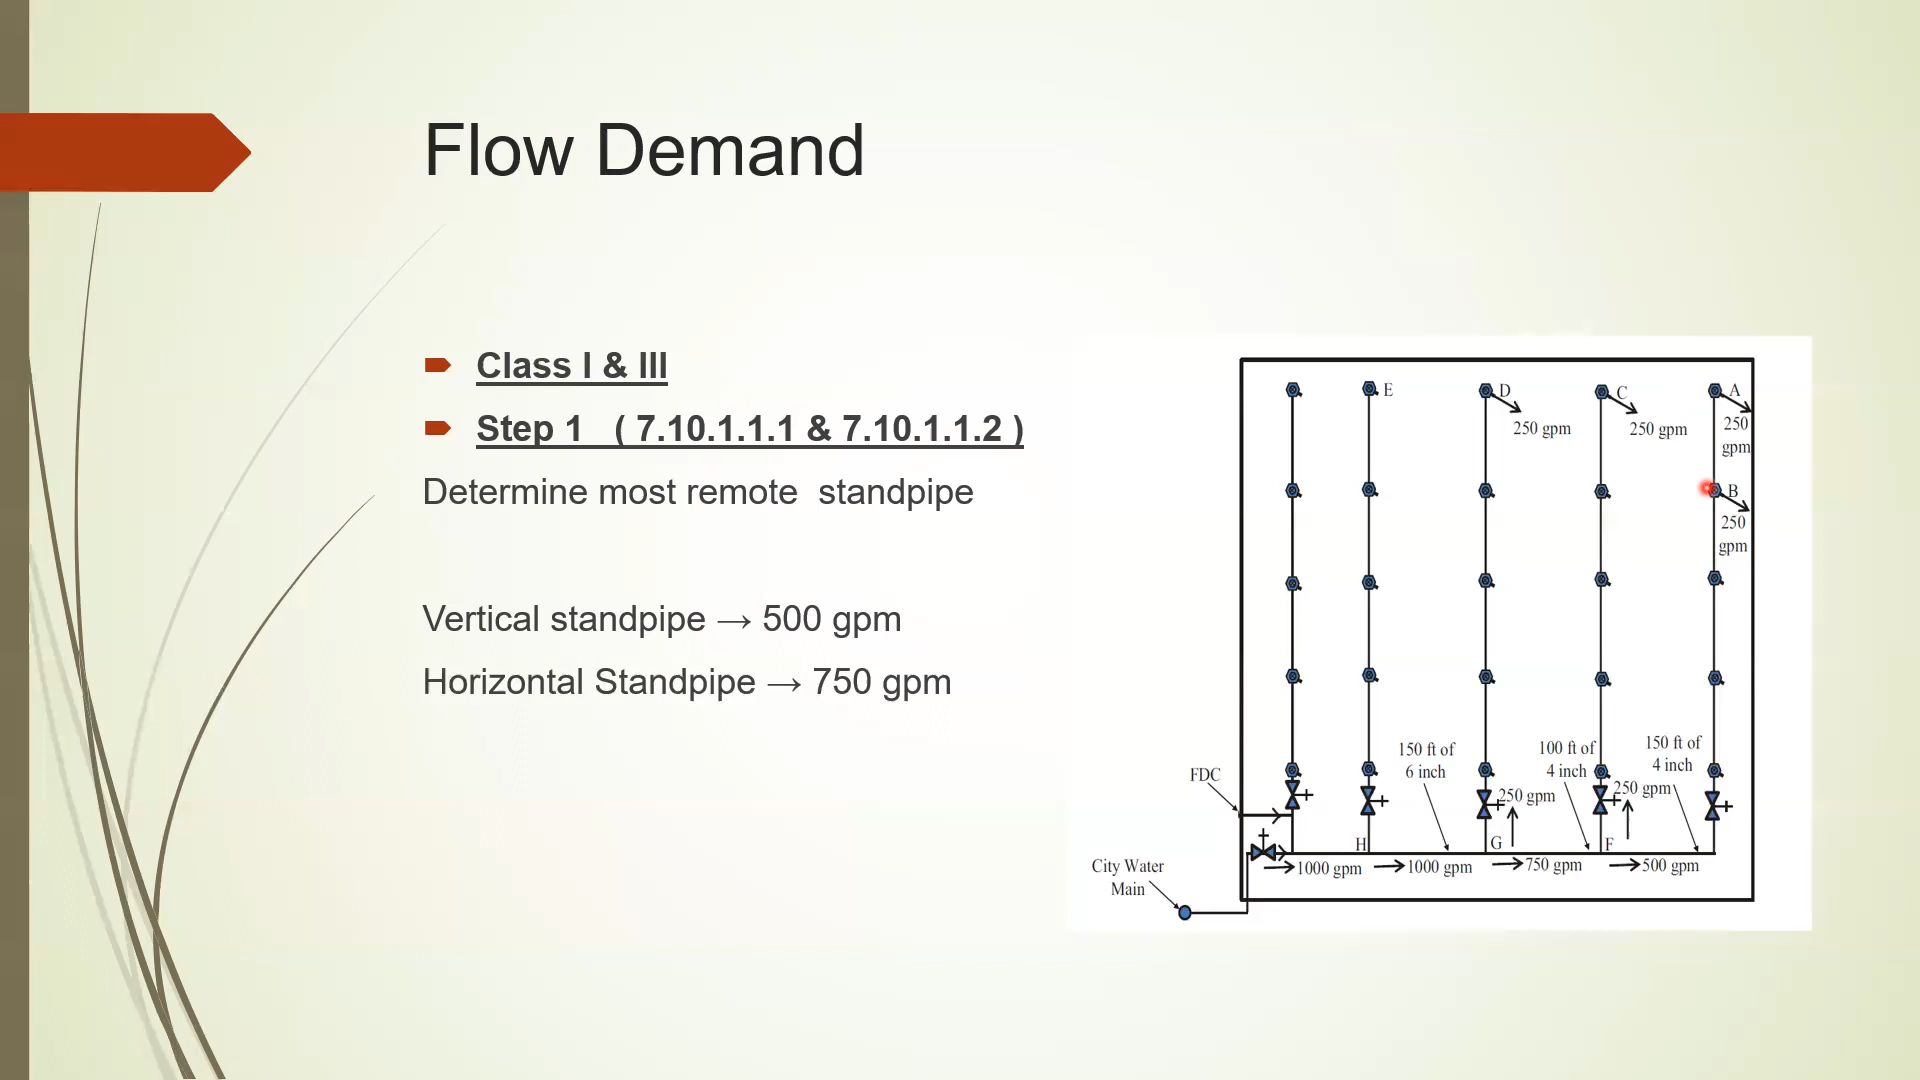 Flow Demand
Class I & III
Step 1 ( 7.10.1.1.1 & 7.10.1.1.2 )
Determine most remote standpipe
Vertical standpipe → 500 gpm
Horizontal Standpipe → 750 gpm
E
D
250 gpm
C
250 gpm
A
250
gpm
B
250
gpm
150 ft of
6 inch
100 ft of
4 inch
150 ft of
4 inch
FDC
250 gpm
250 gpm
H
G
F
1000 gpm
1000 gpm
750 gpm
500 gpm
City Water
Main